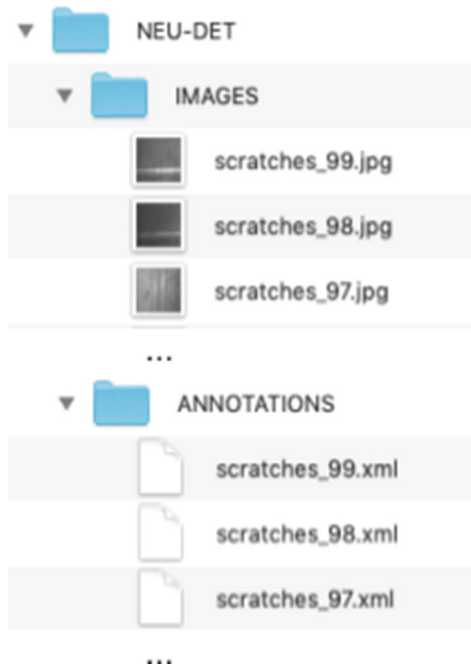 NEU-DET
IMAGES
scratches_99.jpg
scratches_98.jpg
scratches_97.jpg
...
ANNOTATIONS
scratches_99.xml
scratches_98.xml
scratches_97.xml
...